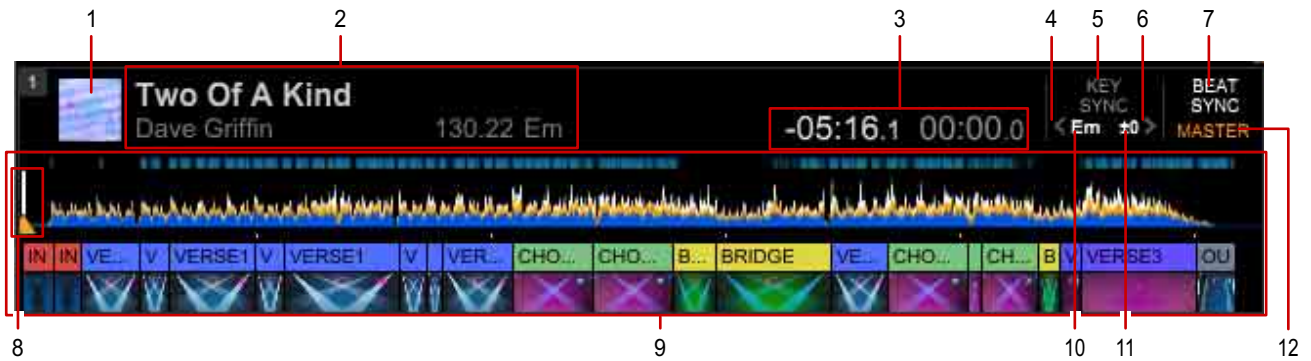 1 2 3 4 5 6 7
1 Two Of A Kind KEY BEAT
SYNC SYNC
Dave Griffin 130.22 Em -05:16.1 00:00.0 < Em ±0 > MASTER
IN IN VE... V VERSE1 V VERSE1 V VER... CHO... CHO... B... BRIDGE VE... CHO... CH... B V VERSE3 OU
8 9 10 11 12